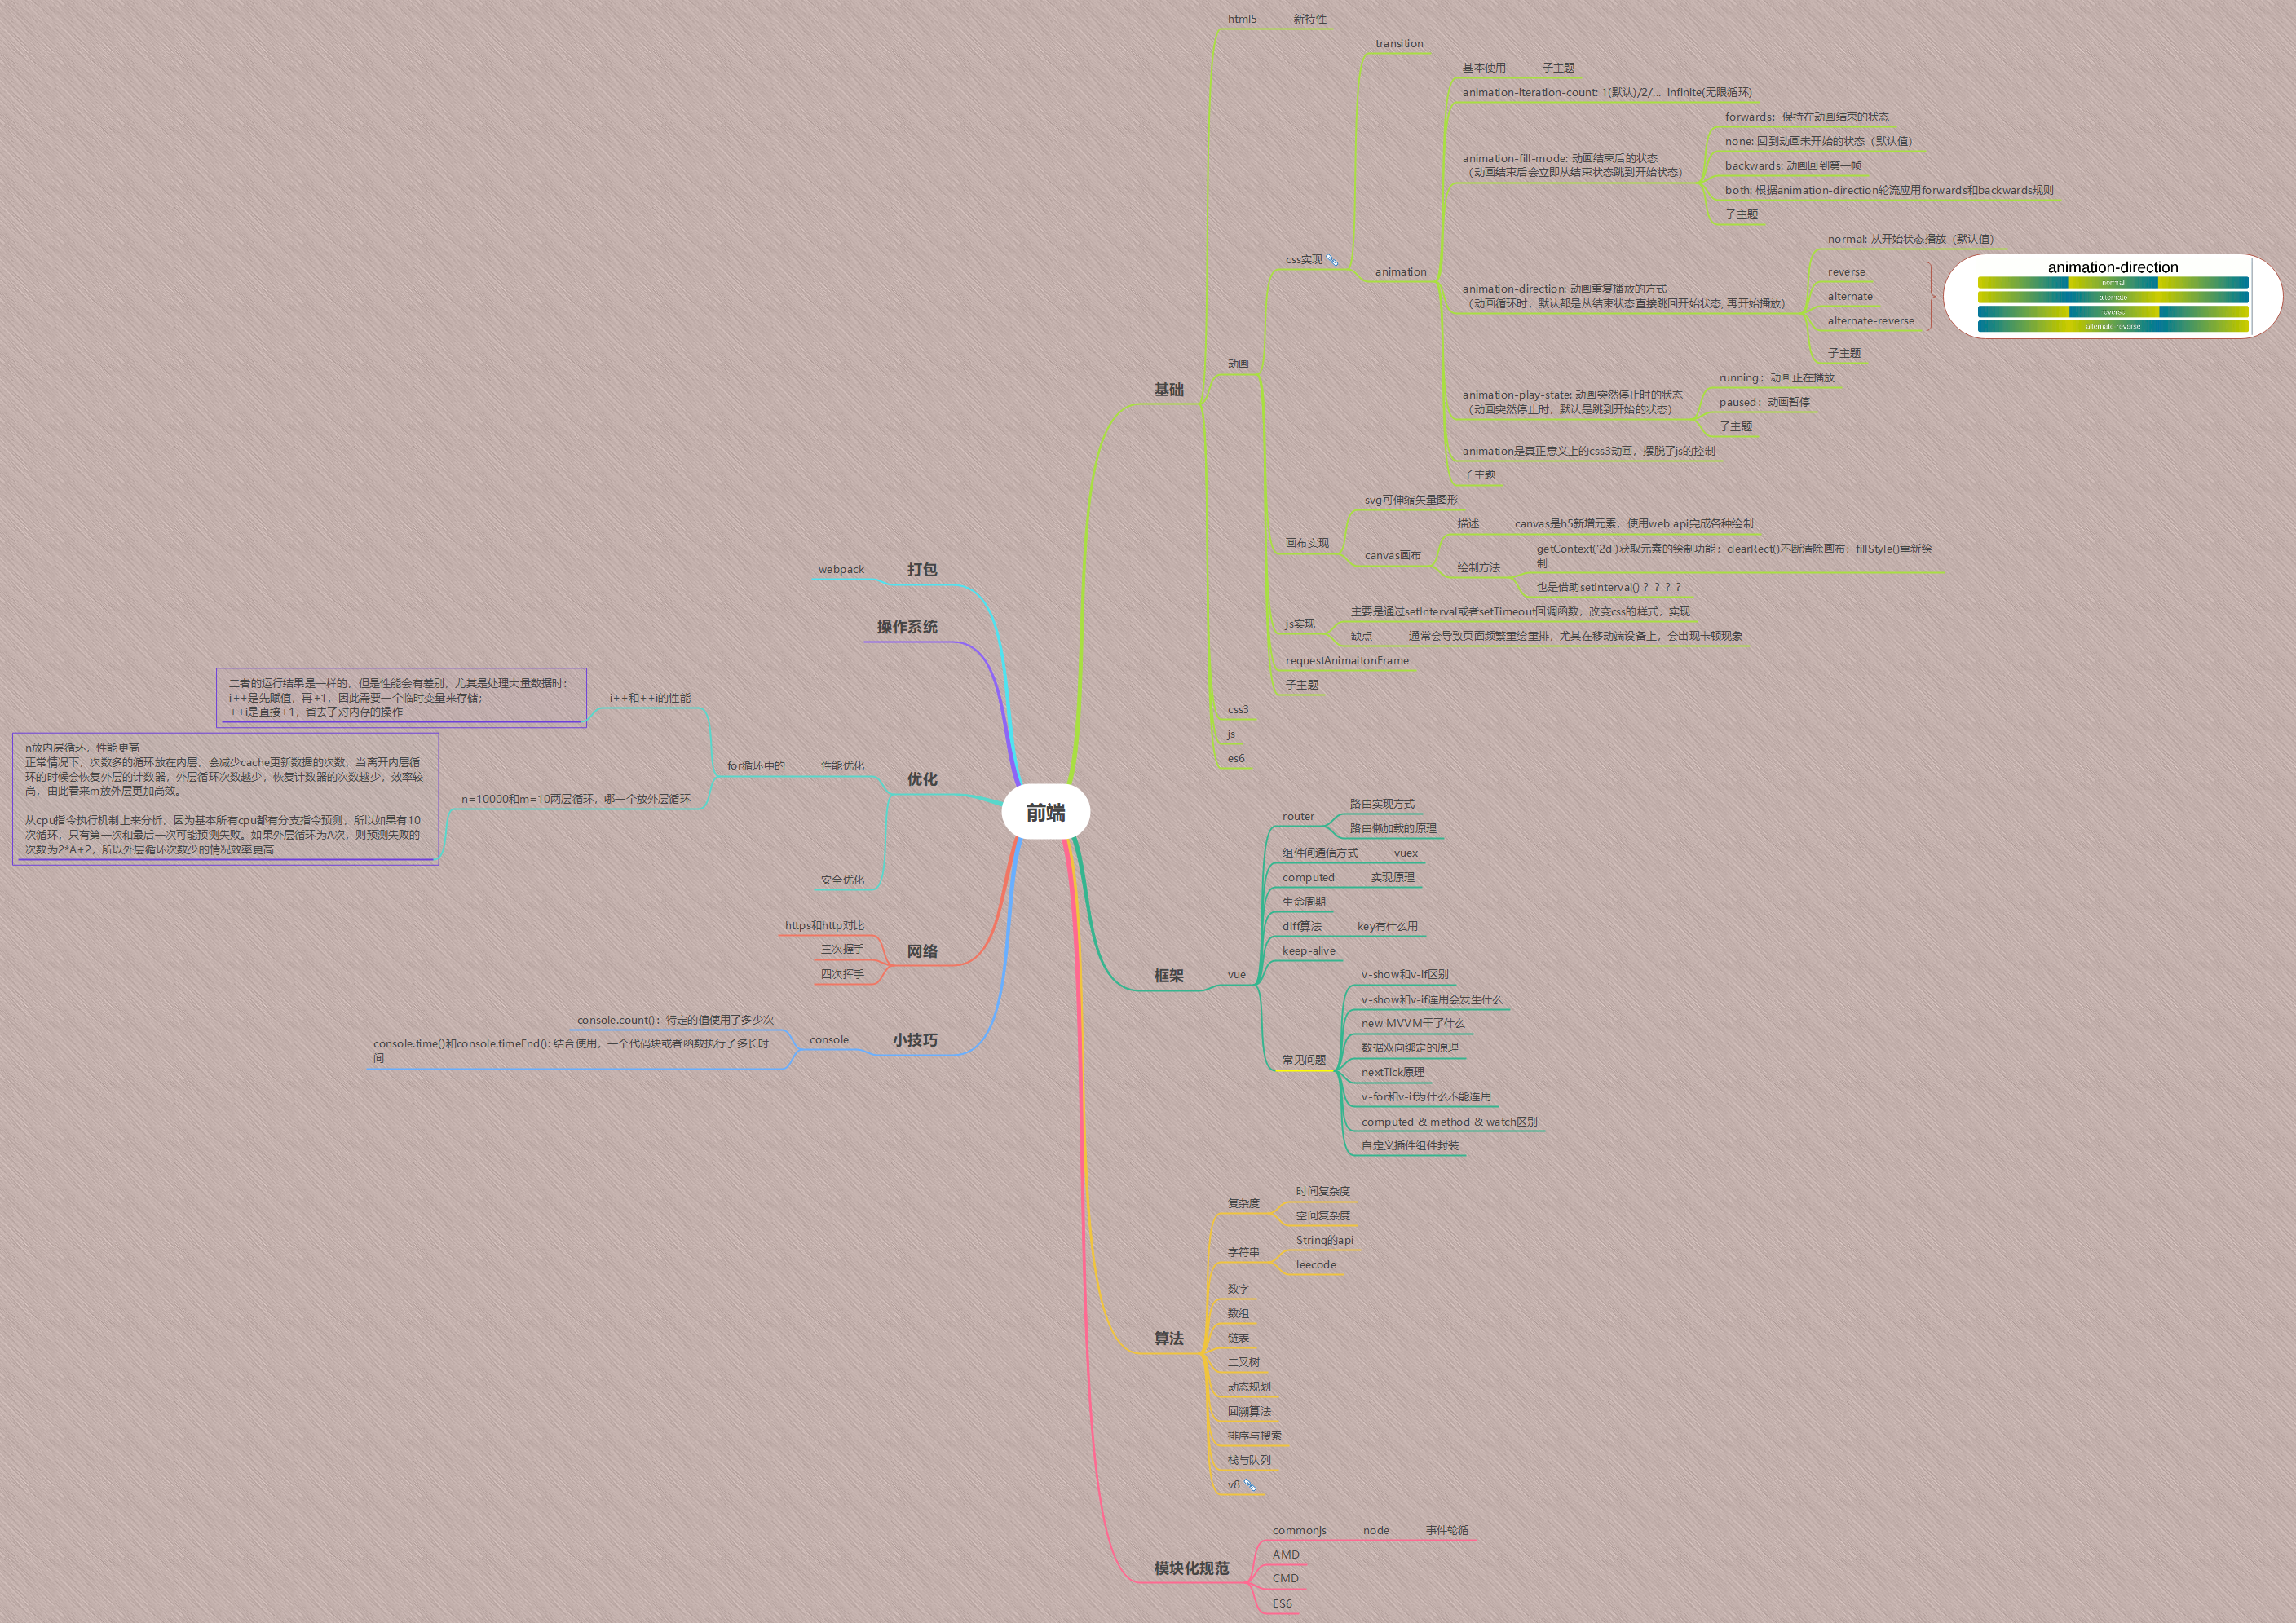 前端
基础
html5
新特性
动画
css实现
transition
animation
基本使用
子主题
animation-iteration-count: 1(默认)/2/... infinite(无限循环)
animation-fill-mode: 动画结束后的状态
（动画结束后会立即从结束状态跳到开始状态）
forwards: 保持在动画结束的状态
none: 回到动画未开始的状态（默认值）
backwards: 动画回到第一帧
both: 根据animation-direction轮流应用forwards和backwards规则
子主题
animation-direction: 动画重复播放的方式
（动画循环时，默认都是从结束状态直接跳回开始状态, 再开始播放）
normal: 从开始状态播放（默认值）
reverse
alternate
alternate-reverse
子主题
animation-direction
normal
alternate
reverse
alternate-reverse
animation-play-state: 动画突然停止时的状态
（动画突然停止时，默认是跳到开始的状态）
running：动画正在播放
paused：动画暂停
子主题
animation是真正意义上的css3动画，摆脱了js的控制
子主题
画布实现
svg可伸缩矢量图形
canvas画布
描述
canvas是h5新增元素，使用web api完成各种绘制
绘制方法
getContext('2d')获取元素的绘制功能；clearRect()不断清除画布；fillStyle()重新绘
制
也是借助setInterval()？？？？
js实现
主要是通过setInterval或者setTimeout回调函数，改变css的样式，实现
缺点
通常会导致页面频繁重绘重排，尤其在移动端设备上，会出现卡顿现象
requestAnimaitonFrame
子主题
css3
js
es6
框架
vue
router
路由实现方式
路由懒加载的原理
组件间通信方式
vuex
computed
实现原理
生命周期
diff算法
key有什么用
keep-alive
常见问题
v-show和v-if区别
v-show和v-if连用会发生什么
new MVVM干了什么
数据双向绑定的原理
nextTick原理
v-for和v-if为什么不能连用
computed & method & watch区别
自定义插件组件封装
算法
复杂度
时间复杂度
空间复杂度
字符串
String的api
leecode
数字
数组
链表
二叉树
动态规划
回溯算法
排序与搜素
栈与队列
v8
模块化规范
commonjs
node
事件轮循
AMD
CMD
ES6
打包
webpack
操作系统
优化
性能优化
for循环中的
i++和++i的性能
二者的运行结果是一样的，但是性能会有差别，尤其是处理大量数据时：
i++是先赋值，再+1，因此需要一个临时变量来存储；
++i是直接+1，省去了对内存的操作
n=10000和m=10两层循环，哪一个放外层循环
n放内层循环，性能更高
正常情况下，次数多的循环放在内层，会减少cache更新数据的次数，当离开内层循
环的时候会恢复外层的计数器，外层循环次数越少，恢复计数器的次数越少，效率较
高，由此看来m放外层更加高效。
从cpu指令执行机制上来分析，因为基本所有cpu都有分支指令预测，所以如果有10
次循环，只有第一次和最后一次可能预测失败。如果外层循环为A次，则预测失败的
次数为2*A+2，所以外层循环次数少的情况效率更高
安全优化
网络
https和http对比
三次握手
四次挥手
小技巧
console
console.count()：特定的值使用了多少次
console.time()和console.timeEnd(): 结合使用，一个代码块或者函数执行了多长时
间